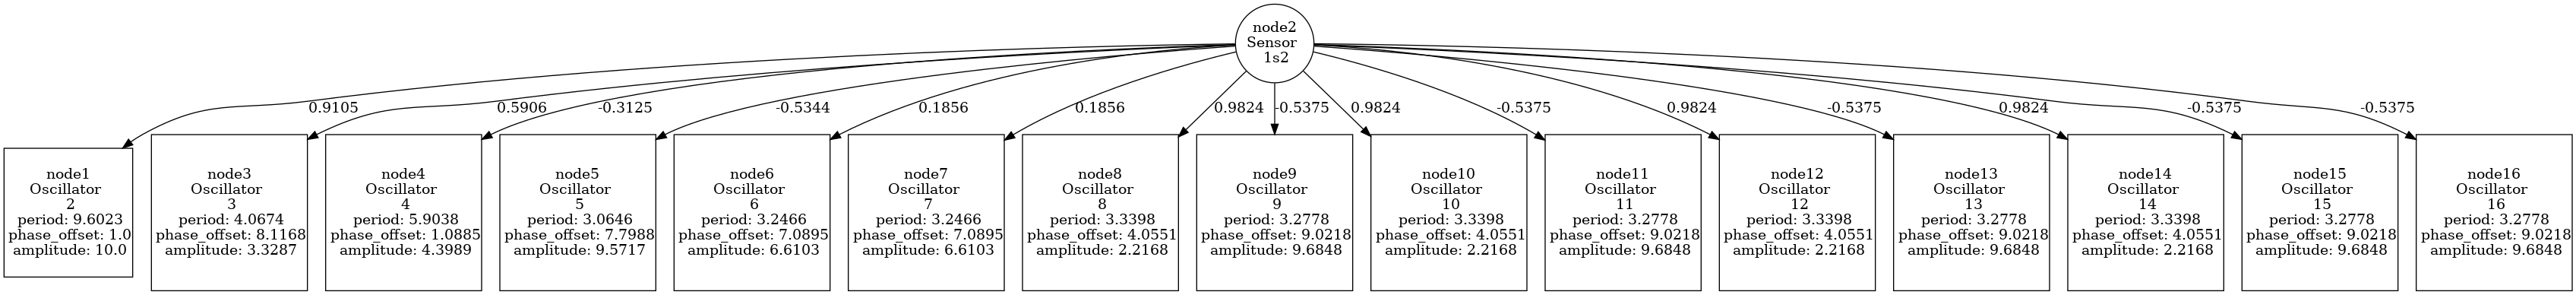 node2
Sensor
1s2
0.9105
0.5906
-0.3125
-0.5344
0.1856
0.1856
0.9824
-0.5375
0.9824
-0.5375
0.9824
-0.5375
0.9824
-0.5375
-0.5375
node1
Oscillator
2
period: 9.6023
phase_offset: 1.0
amplitude: 10.0
node3
Oscillator
3
period: 4.0674
phase_offset: 8.1168
amplitude: 3.3287
node4
Oscillator
4
period: 5.9038
phase_offset: 1.0885
amplitude: 4.3989
node5
Oscillator
5
period: 3.0646
phase_offset: 7.7988
amplitude: 9.5717
node6
Oscillator
6
period: 3.2466
phase_offset: 7.0895
amplitude: 6.6103
node7
Oscillator
7
period: 3.2466
phase_offset: 7.0895
amplitude: 6.6103
node8
Oscillator
8
period: 3.3398
phase_offset: 4.0551
amplitude: 2.2168
node9
Oscillator
9
period: 3.2778
phase_offset: 9.0218
amplitude: 9.6848
node10
Oscillator
10
period: 3.3398
phase_offset: 4.0551
amplitude: 2.2168
node11
Oscillator
11
period: 3.2778
phase_offset: 9.0218
amplitude: 9.6848
node12
Oscillator
12
period: 3.3398
phase_offset: 4.0551
amplitude: 2.2168
node13
Oscillator
13
period: 3.2778
phase_offset: 9.0218
amplitude: 9.6848
node14
Oscillator
14
period: 3.3398
phase_offset: 4.0551
amplitude: 2.2168
node15
Oscillator
15
period: 3.2778
phase_offset: 9.0218
amplitude: 9.6848
node16
Oscillator
16
period: 3.2778
phase_offset: 9.0218
amplitude: 9.6848